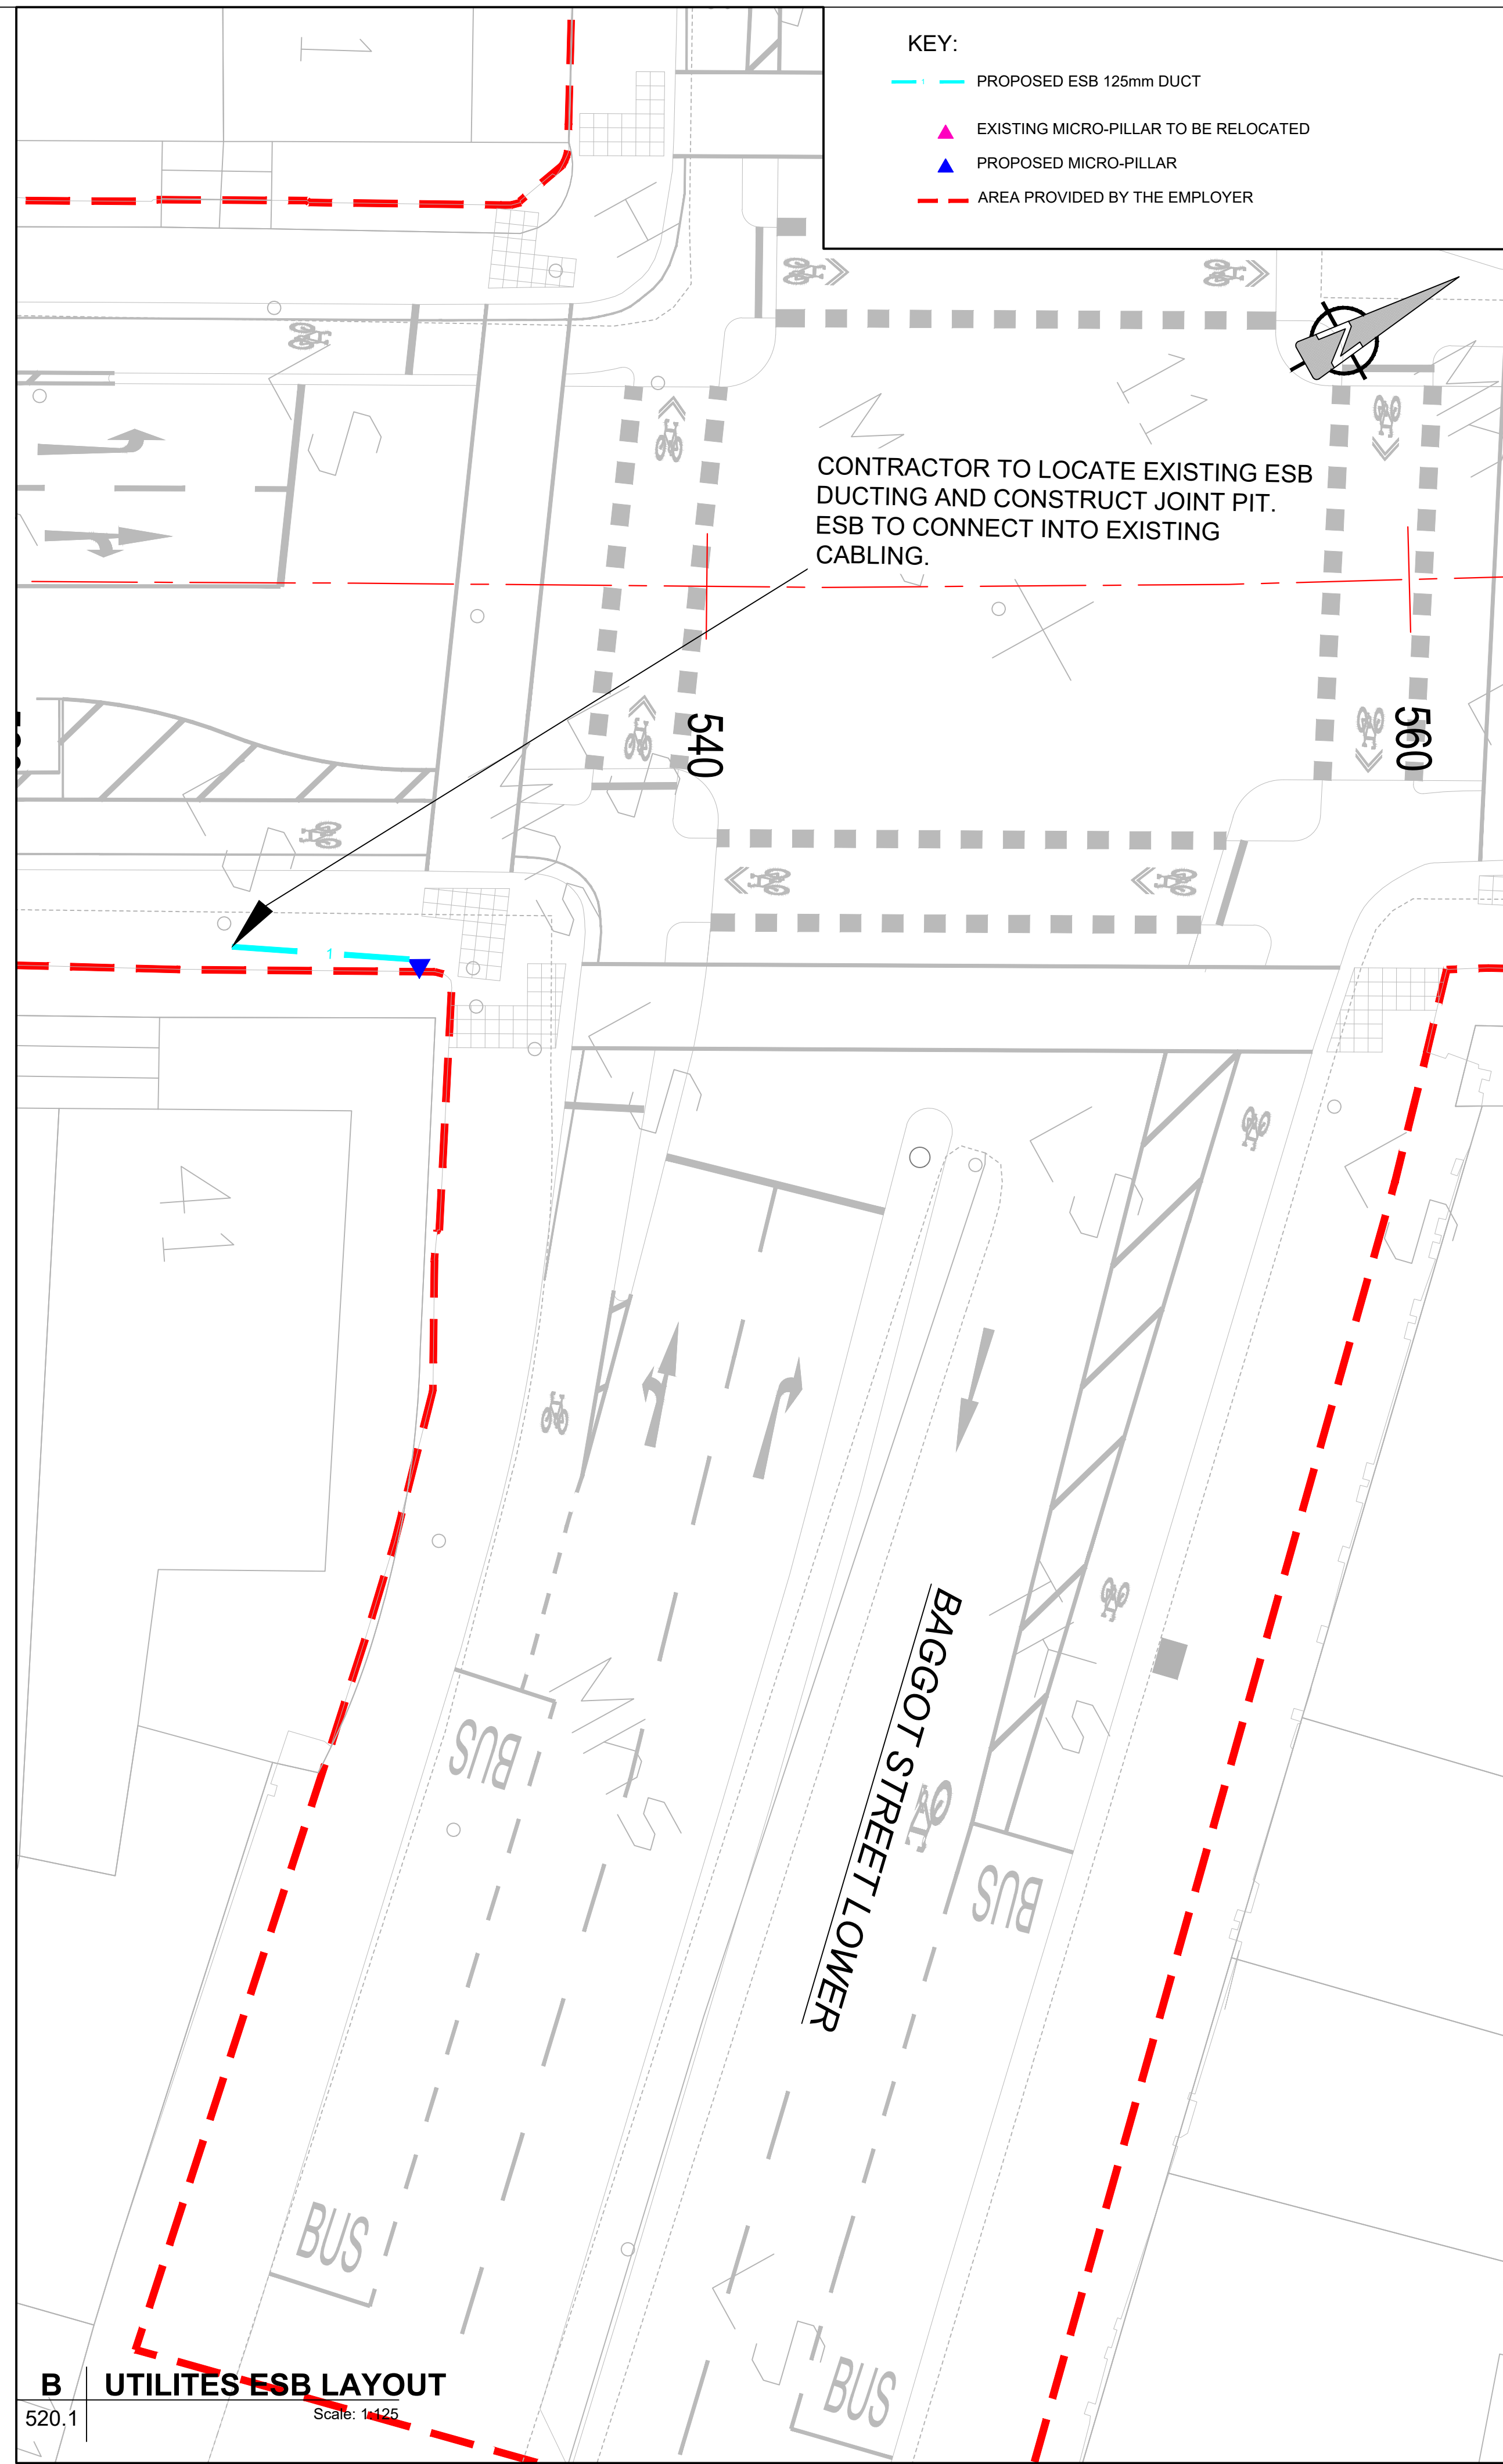 KEY:
1
PROPOSED ESB 125mm DUCT
EXISTING MICRO-PILLAR TO BE RELOCATED
PROPOSED MICRO-PILLAR
AREA PROVIDED BY THE EMPLOYER
1
T
T
J
N
CONTRACTOR TO LOCATE EXISTING ESB
DUCTING AND CONSTRUCT JOINT PIT.
ESB TO CONNECT INTO EXISTING
CABLING.
540
560
1
41
BAGGOT STREET LOWER
BUS
BUS
BUS
BUS
B
UTILITES ESB LAYOUT
520.1
Scale: 1:125